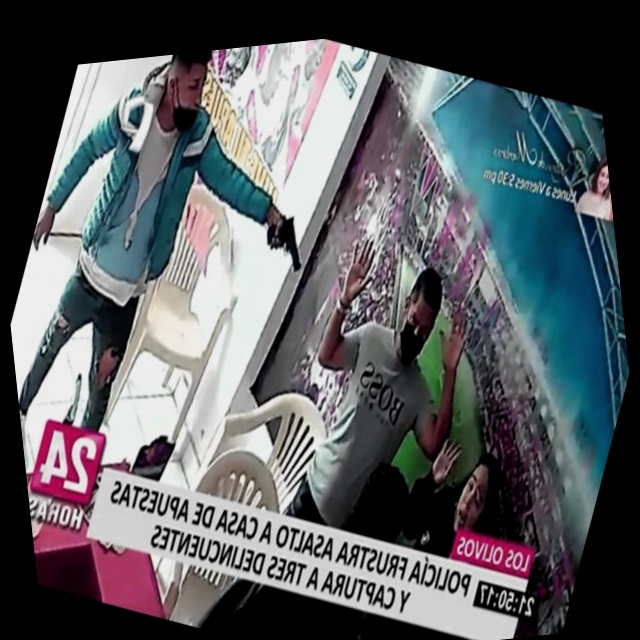 Lunes a Viernes 5:30 pm
BOSS
24
HORAS
LOS OLIVOS
POLICÍA FRUSTRA ASALTO A CASA DE APUESTAS
Y CAPTURA A TRES DELINCUENTES
21:50:17